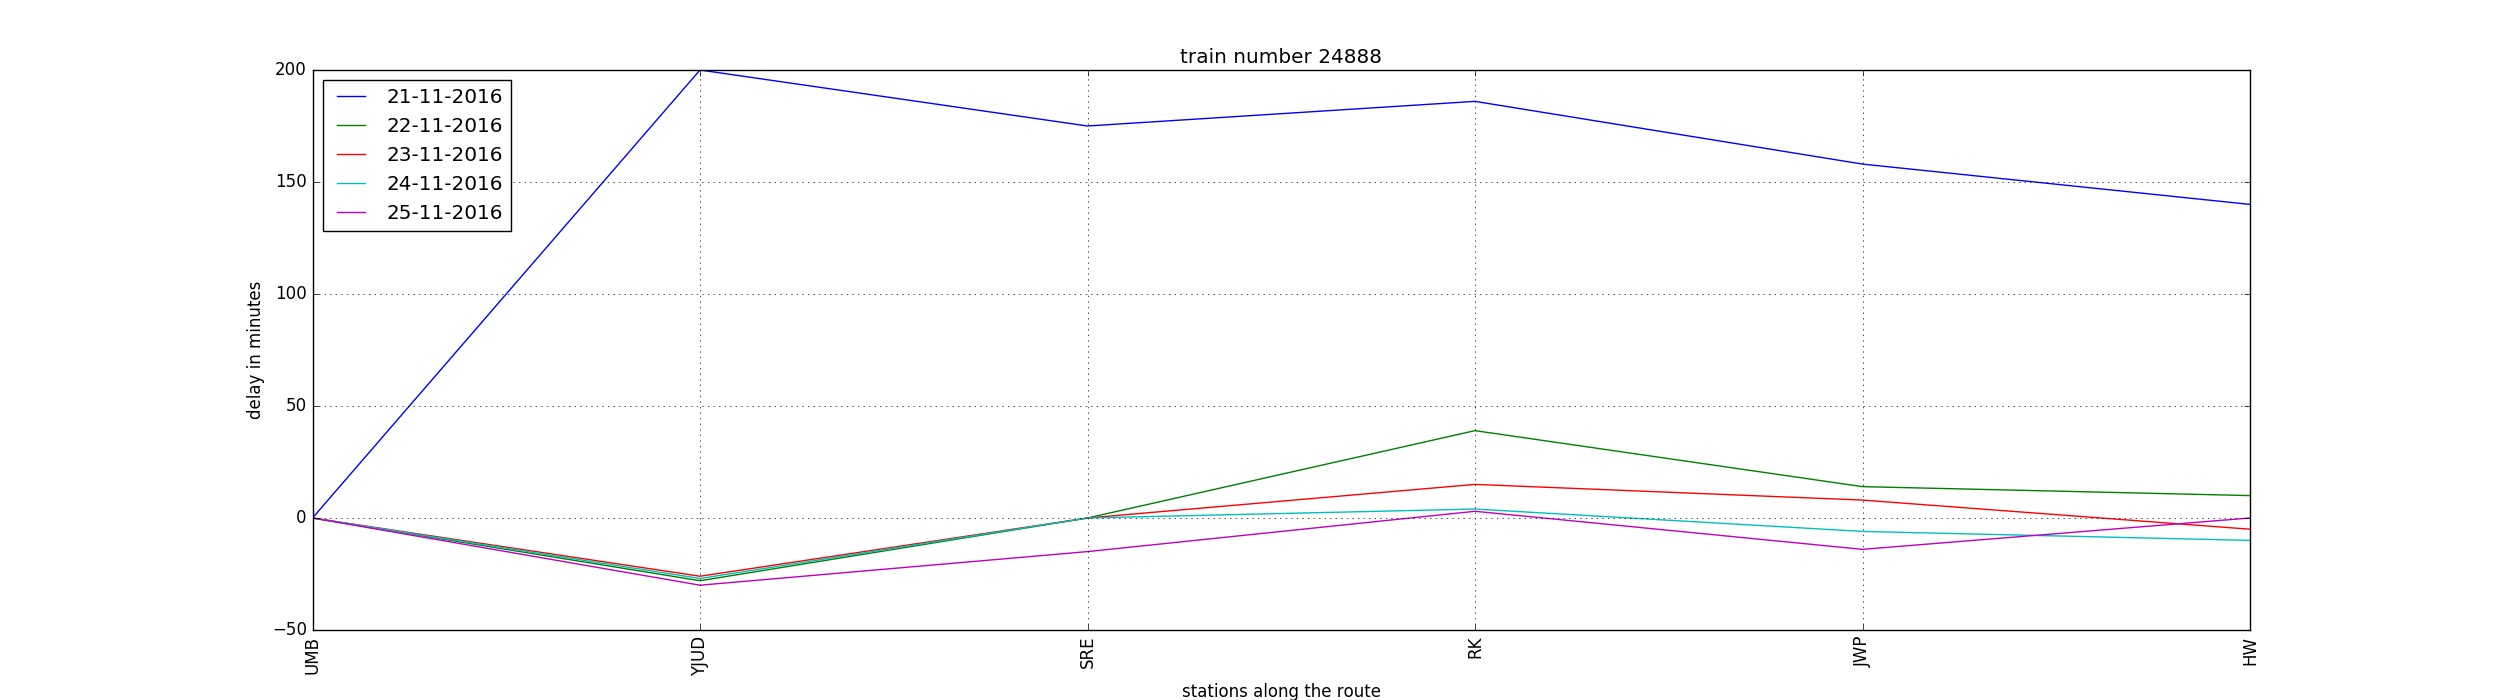 train number 24888
200
150
100
50
0
−50
delay in minutes
21-11-2016
22-11-2016
23-11-2016
24-11-2016
25-11-2016
UMB
YJUD
SRE
RK
JWP
HW
stations along the route